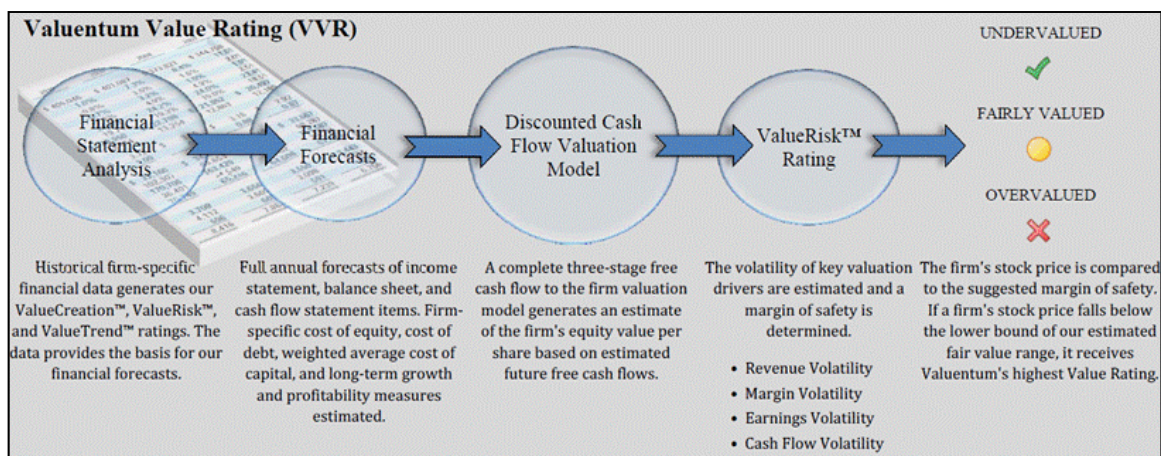 Valuentum Value Rating (VVR)
Financial
Statement
Analysis
Financial
Forecasts
Discounted Cash
Flow Valuation
Model
ValueRisk™
Rating
UNDERVALUED
FAIRLY VALUED
OVERVALUED
Historical firm-specific
financial data generates our
ValueCreation™, ValueRisk™,
and ValueTrend™ ratings. The
data provides the basis for our
financial forecasts.
Full annual forecasts of income
statement, balance sheet, and
cash flow statement items. Firm-
specific cost of equity, cost of
debt, weighted average cost of
capital, and long-term growth
and profitability measures
estimated.
A complete three-stage free
cash flow to the firm valuation
model generates an estimate
of the firm's equity value per
share based on estimated
future free cash flows.
The volatility of key valuation
drivers are estimated and a
margin of safety is
determined.
• Revenue Volatility
• Margin Volatility
• Earnings Volatility
• Cash Flow Volatility
The firm's stock price is compared
to the suggested margin of safety.
If a firm's stock price falls below
the lower bound of our estimated
fair value range, it receives
Valuentum's highest Value Rating.